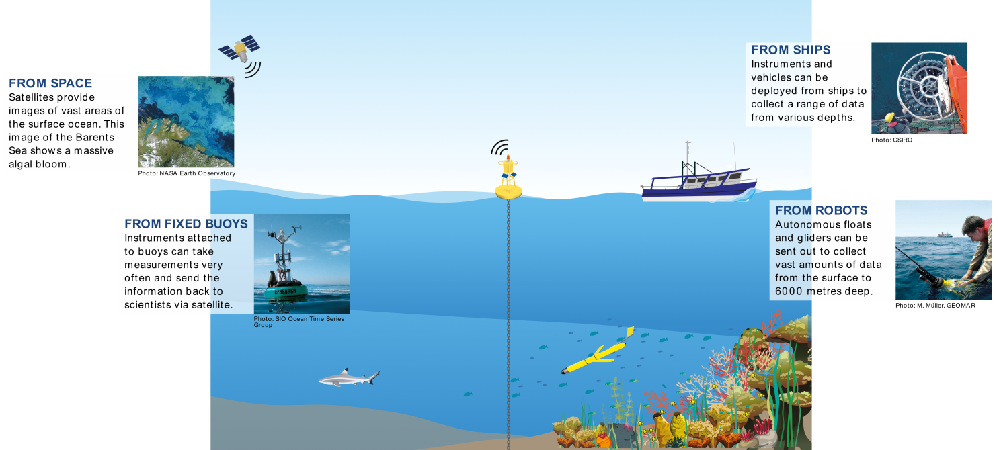 FROM SPACE
Satellites provide
images of vast areas of
the surface ocean. This
image of the Barents
Sea shows a massive
algal bloom.
Photo: NASA Earth Observatory
FROM FIXED BUOYS
Instruments attached
to buoys can take
measurements very
often and send the
information back to
scientists via satellite.
RESEARCH
Photo: SIO Ocean Time Series
Group
FROM SHIPS
Instruments and
vehicles can be
deployed from ships to
collect a range of data
from various depths.
Photo: CSIRO
FROM ROBOTS
Autonomous floats
and gliders can be
sent out to collect
vast amounts of data
from the surface to
6000 metres deep.
Photo: M. Müller, GEOMAR